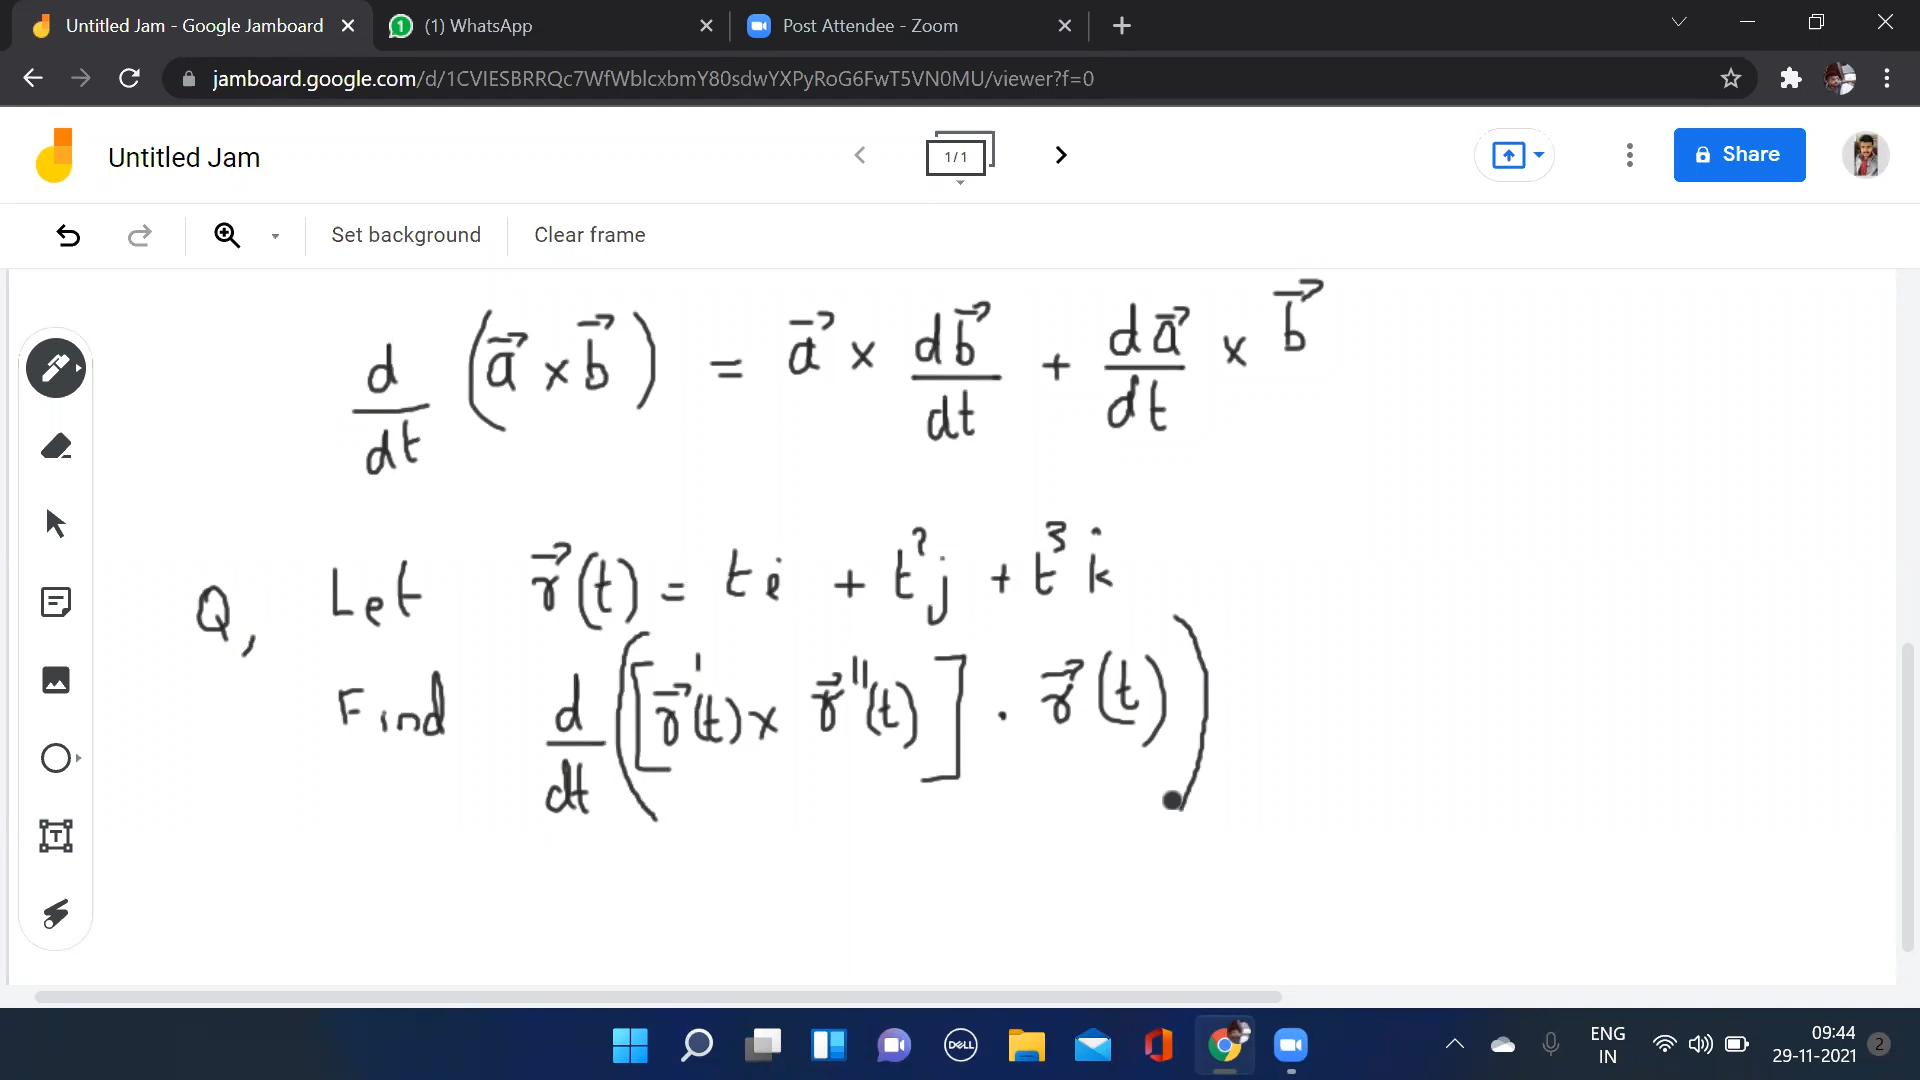 Untitled Jam - Google Jamboard
(1) WhatsApp
Post Attendee - Zoom
jamboard.google.com/d/1CVIESBRRQc7WfWblcxbmY80sdwYXPyRoG6FwT5VN0MU/viewer?f=0
Untitled Jam
1/1
Share
Set background
Clear frame
d/dt (a⃗ × b⃗) = a⃗ × db⃗/dt + da⃗/dt × b⃗
Q, Let r⃗(t) = t i + t² j + t³ k
Find d/dt ([r⃗'(t) × r⃗''(t)] . r⃗(t))
DELL
ENG
IN
09:44
29-11-2021
2